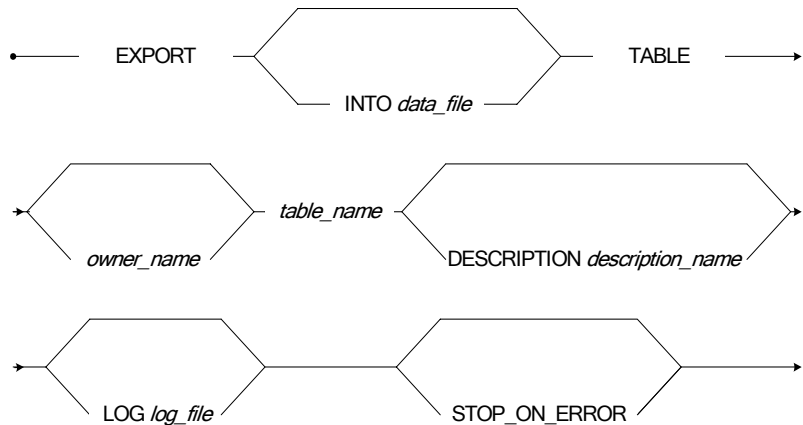 EXPORT TABLE
INTO data_file
table_name
owner_name DESCRIPTION description_name
LOG log_file STOP_ON_ERROR